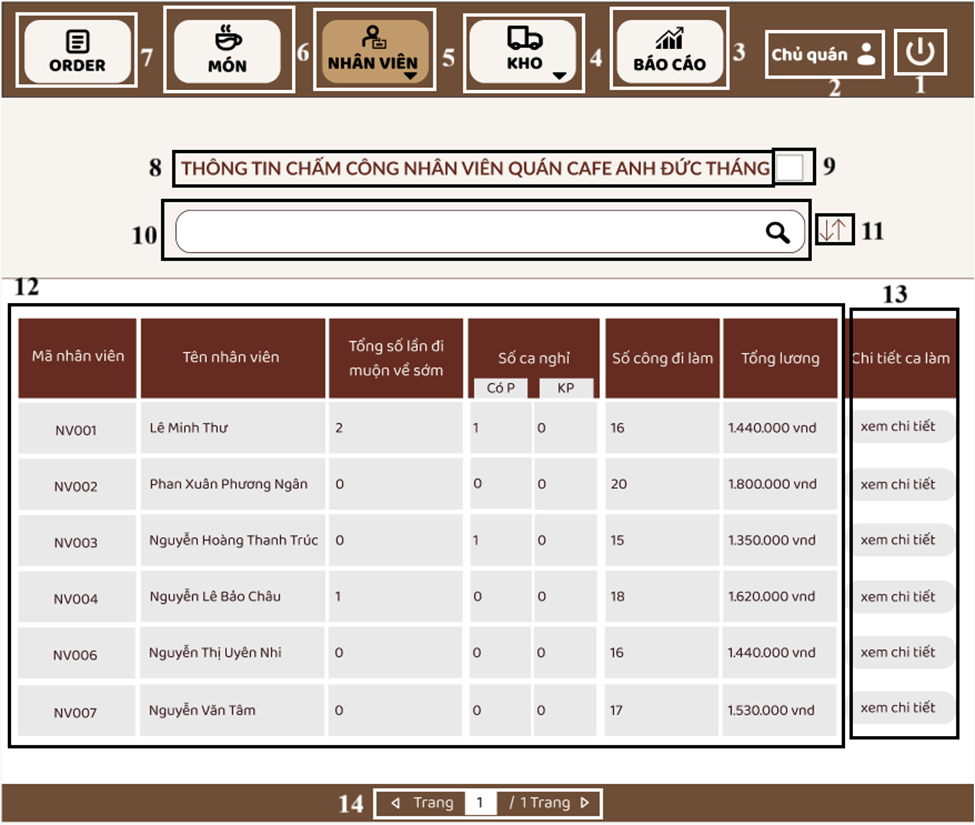 ORDER
7
MÓN
6
NHÂN VIÊN
5
KHO
4
BÁO CÁO
3
Chủ quán
2
1
8
THÔNG TIN CHẤM CÔNG NHÂN VIÊN QUÁN CAFE ANH ĐỨC THÁNG
9
10
11
12
13
Mã nhân viên
Tên nhân viên
Tổng số lần đi
muộn về sớm
Số ca nghỉ
Có P
KP
Số công đi làm
Tổng lương
Chi tiết ca làm
NV001 Lê Minh Thư 2 1 0 16 1.440.000 vnd xem chi tiết
NV002 Phan Xuân Phương Ngân 0 0 0 20 1.800.000 vnd xem chi tiết
NV003 Nguyễn Hoàng Thanh Trúc 0 1 0 15 1.350.000 vnd xem chi tiết
NV004 Nguyễn Lê Bảo Châu 1 0 0 18 1.620.000 vnd xem chi tiết
NV006 Nguyễn Thị Uyên Nhi 0 0 0 16 1.440.000 vnd xem chi tiết
NV007 Nguyễn Văn Tâm 0 0 0 17 1.530.000 vnd xem chi tiết
14
Trang 1 / 1 Trang